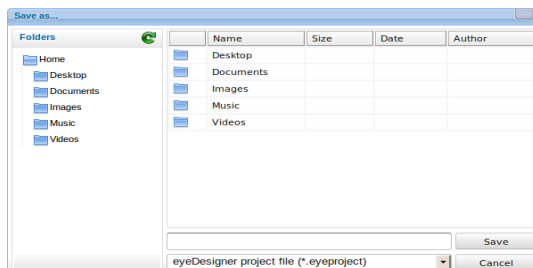 Save as...
Folders
Home
Desktop
Documents
Images
Music
Videos
Name Size Date Author
Desktop
Documents
Images
Music
Videos
Save
eyeDesigner project file (*.eyeproject)
Cancel